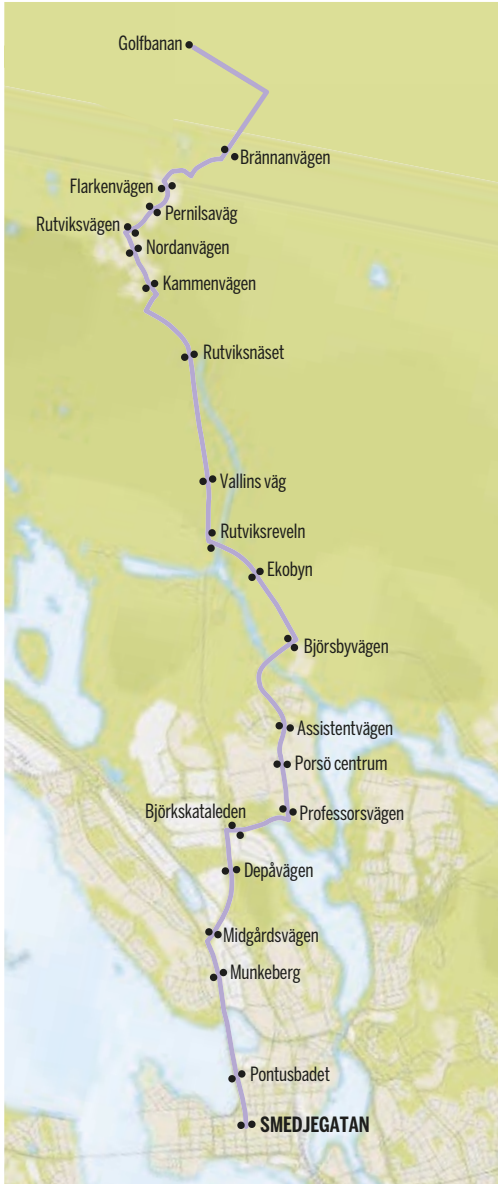 Golfbanan
Brännanvägen
Flarkenvägen
Pernilsaväg
Rutviksvägen
Nordanvägen
Kammenvägen
Rutviksnäset
Vallins väg
Rutviksreveln
Ekobyn
Björsbyvägen
Assistentvägen
Porsö centrum
Björkskataleden
Professorsvägen
Depåvägen
Midgårdsvägen
Munkeberg
Pontusbadet
SMEDJEGATAN